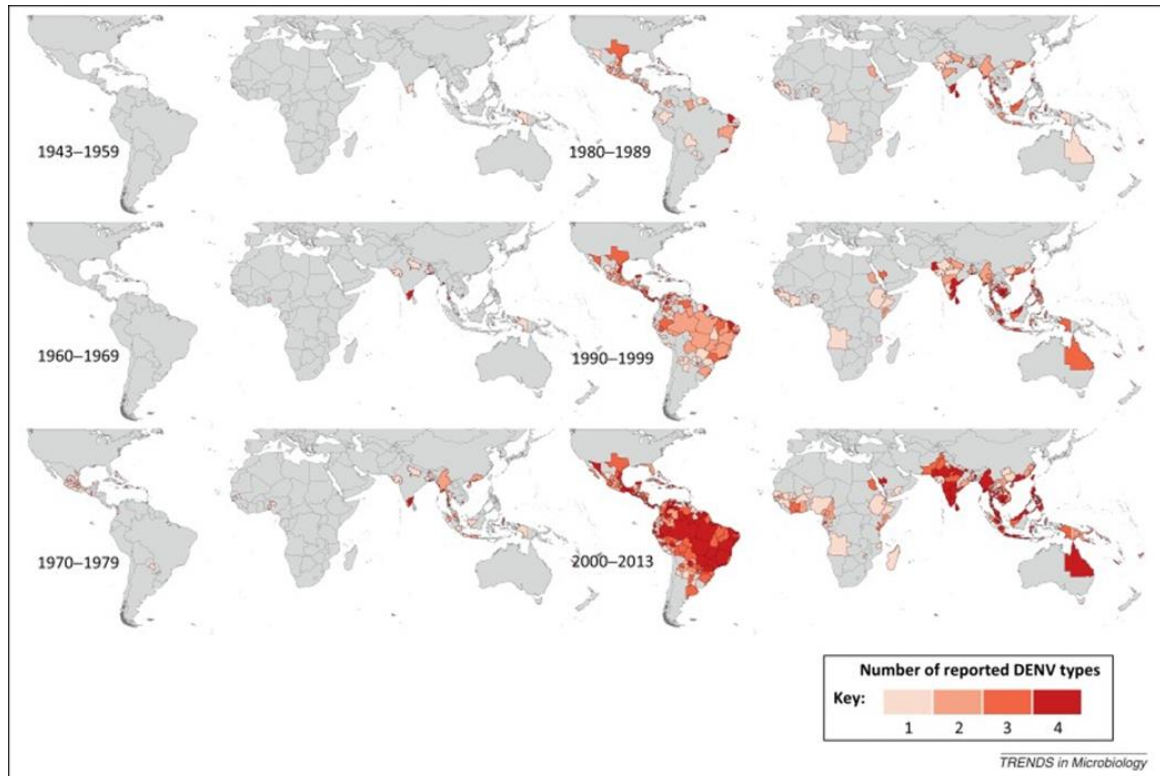 1943–1959
1980–1989
1960–1969
1990–1999
1970–1979
2000–2013
Number of reported DENV types
Key:
1 2 3 4
TRENDS in Microbiology